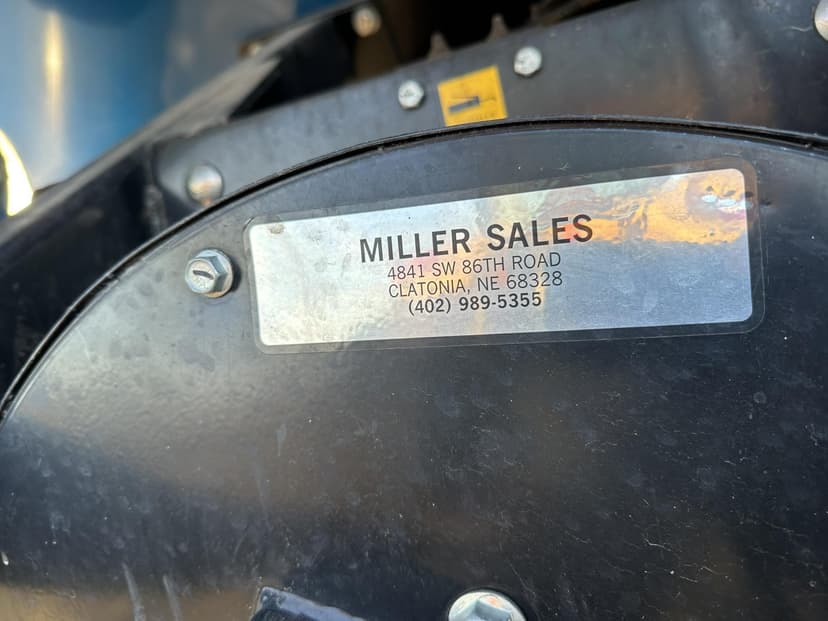 MILLER SALES
4841 SW 86TH ROAD
CLATONIA, NE 68328
(402) 989-5355